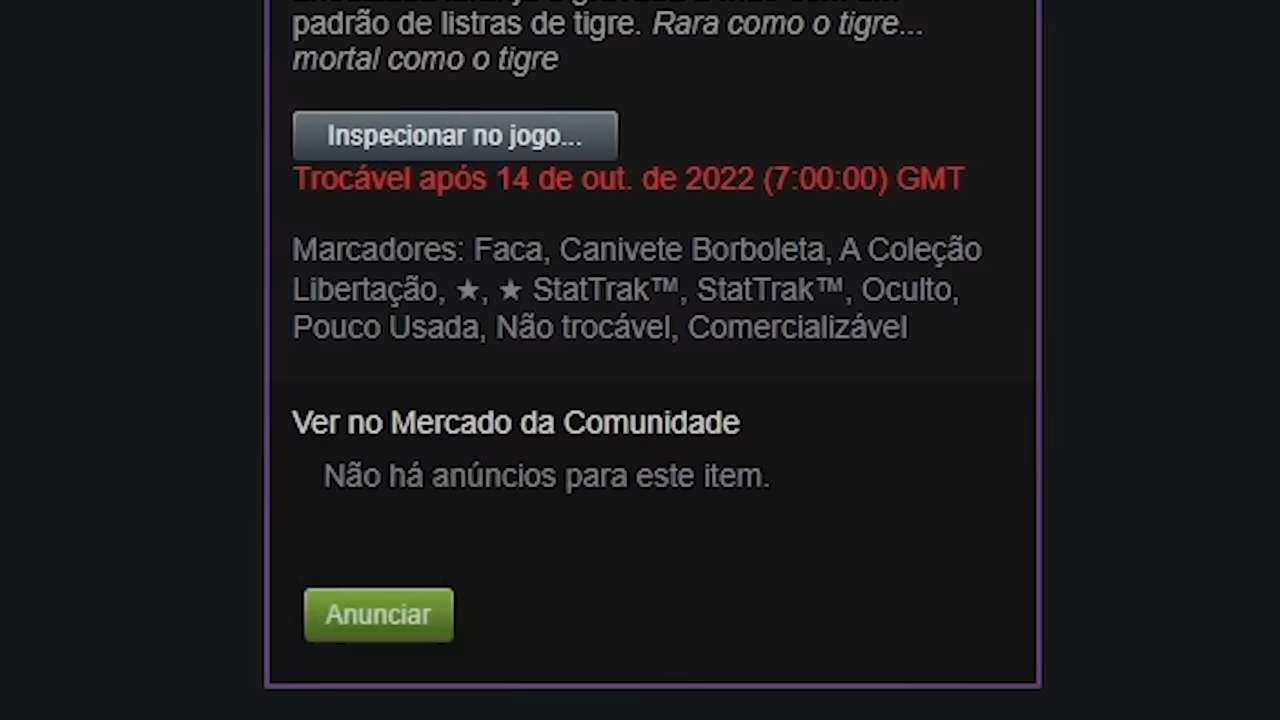 padrão de listras de tigre. Rara como o tigre...
mortal como o tigre
Inspecionar no jogo...
Trocável após 14 de out. de 2022 (7:00:00) GMT
Marcadores: Faca, Canivete Borboleta, A Coleção
Libertação, ★, ★ StatTrak™, StatTrak™, Oculto,
Pouco Usada, Não trocável, Comercializável
Ver no Mercado da Comunidade
Não há anúncios para este item.
Anunciar